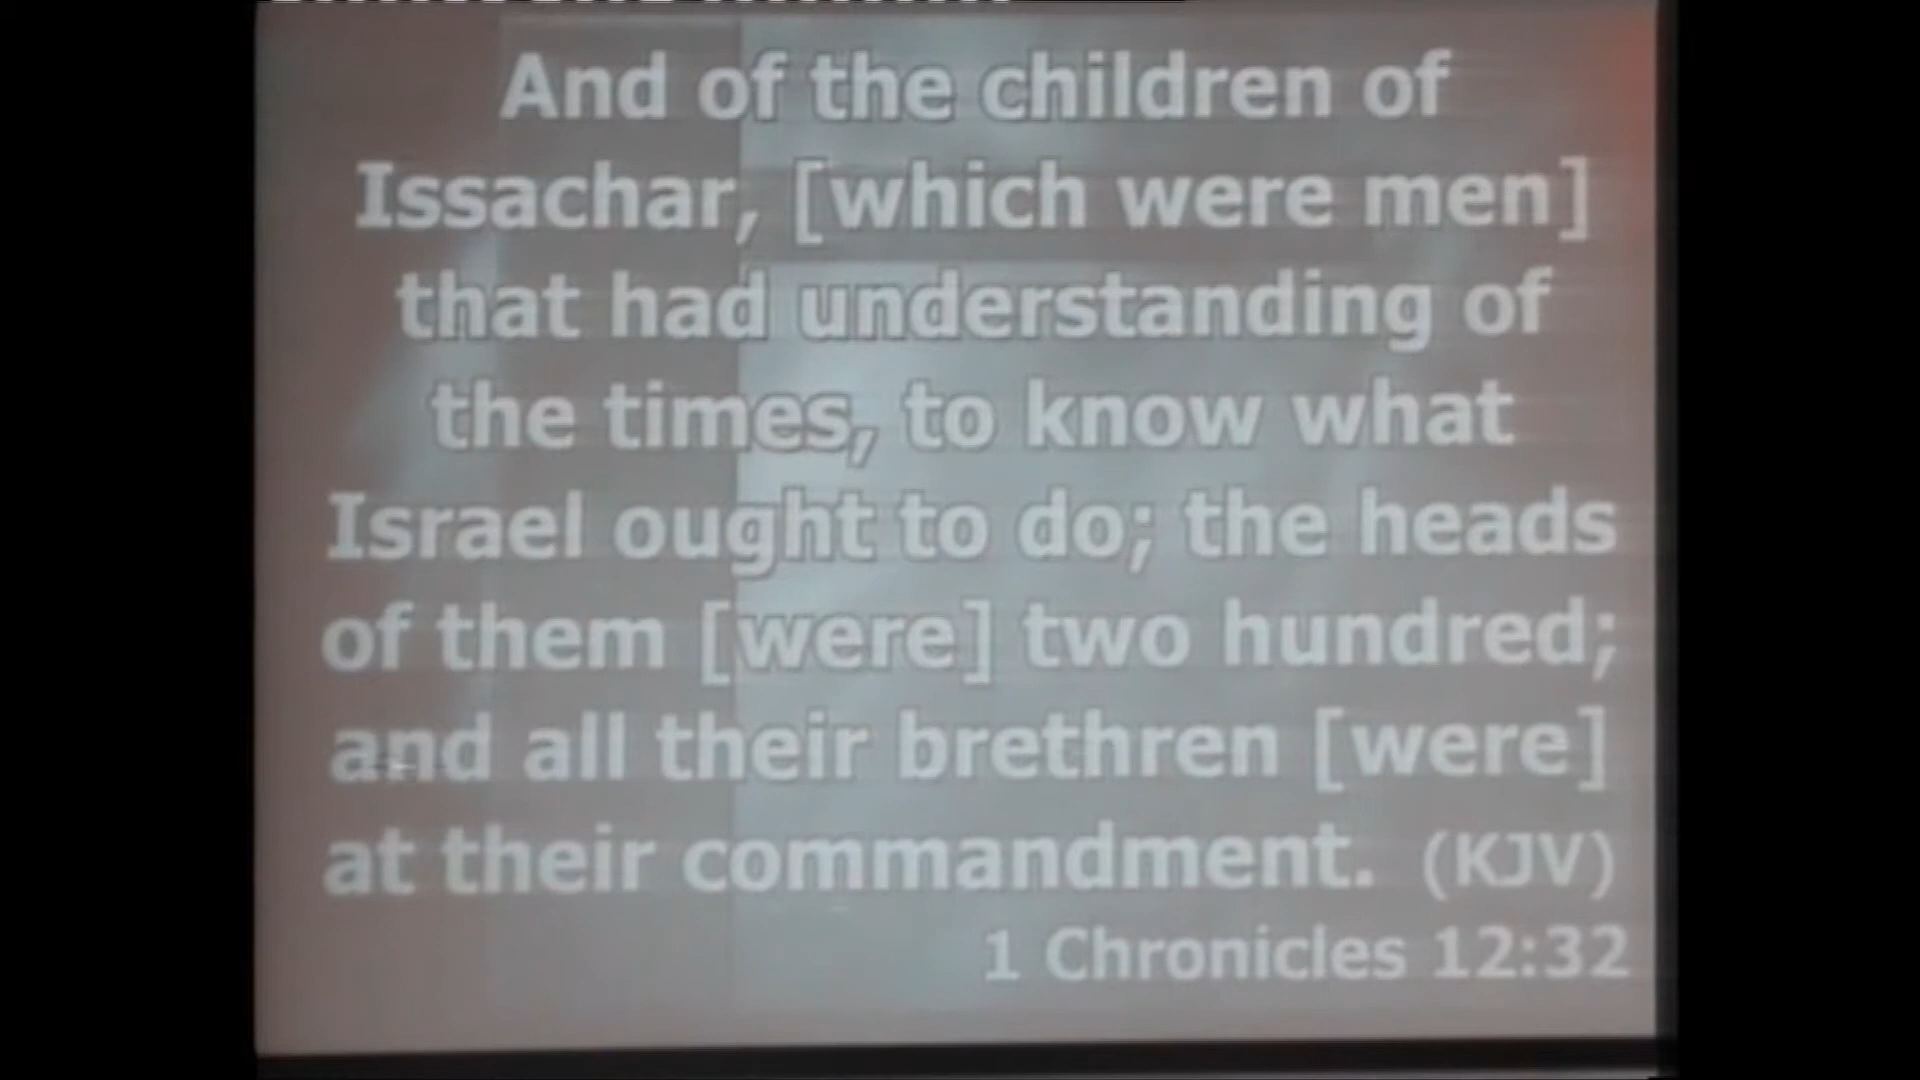 And of the children of
Issachar, [which were men]
that had understanding of
the times, to know what
Israel ought to do; the heads
of them [were] two hundred;
and all their brethren [were]
at their commandment. (KJV)
1 Chronicles 12:32